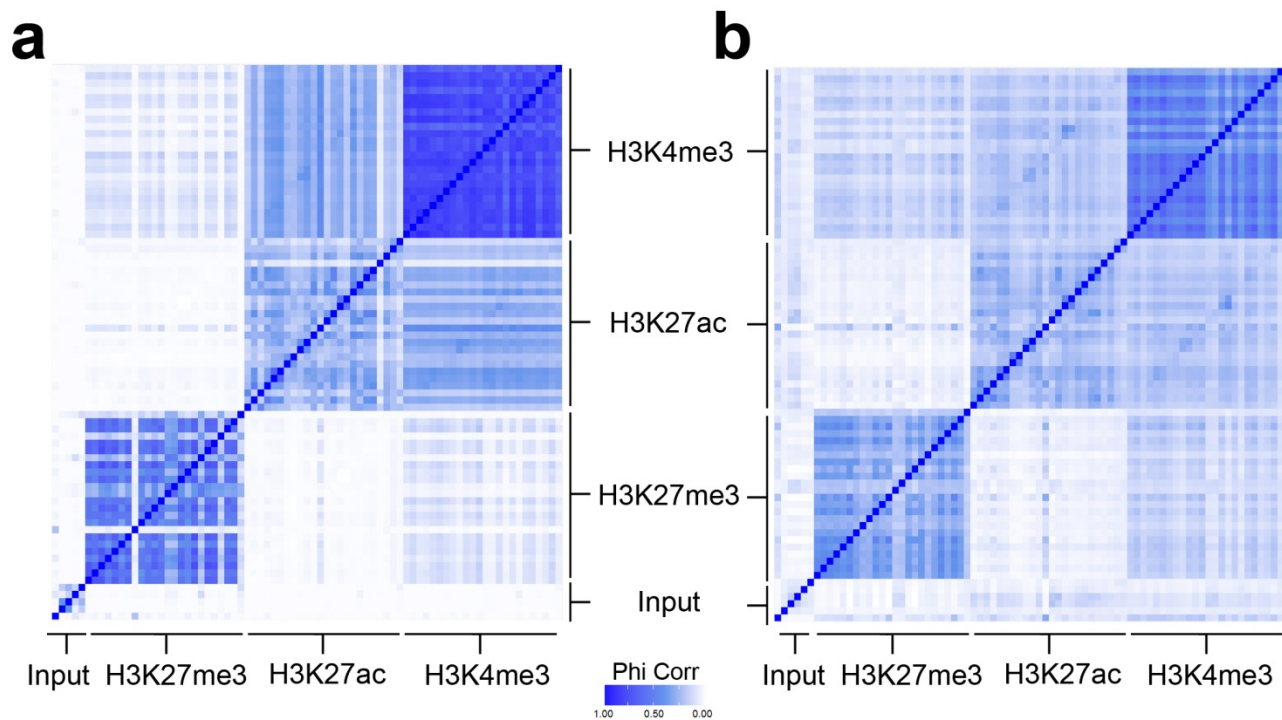 a
b
H3K4me3
H3K27ac
H3K27me3
Input
Input H3K27me3 H3K27ac H3K4me3
Input H3K27me3 H3K27ac H3K4me3
Phi Corr
1.00 0.50 0.00